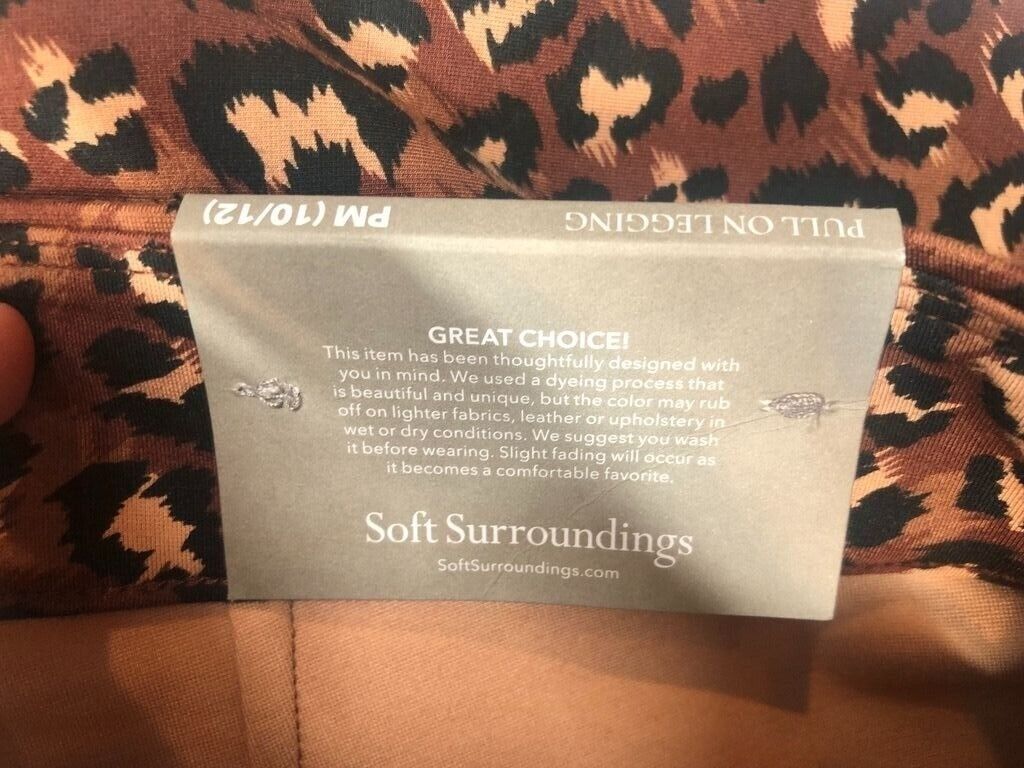 PULL ON LEGGING
PM (10/12)
GREAT CHOICE!
This item has been thoughtfully designed with
you in mind. We used a dyeing process that
is beautiful and unique, but the color may rub
off on lighter fabrics, leather or upholstery in
wet or dry conditions. We suggest you wash
it before wearing. Slight fading will occur as
it becomes a comfortable favorite.
Soft Surroundings
SoftSurroundings.com